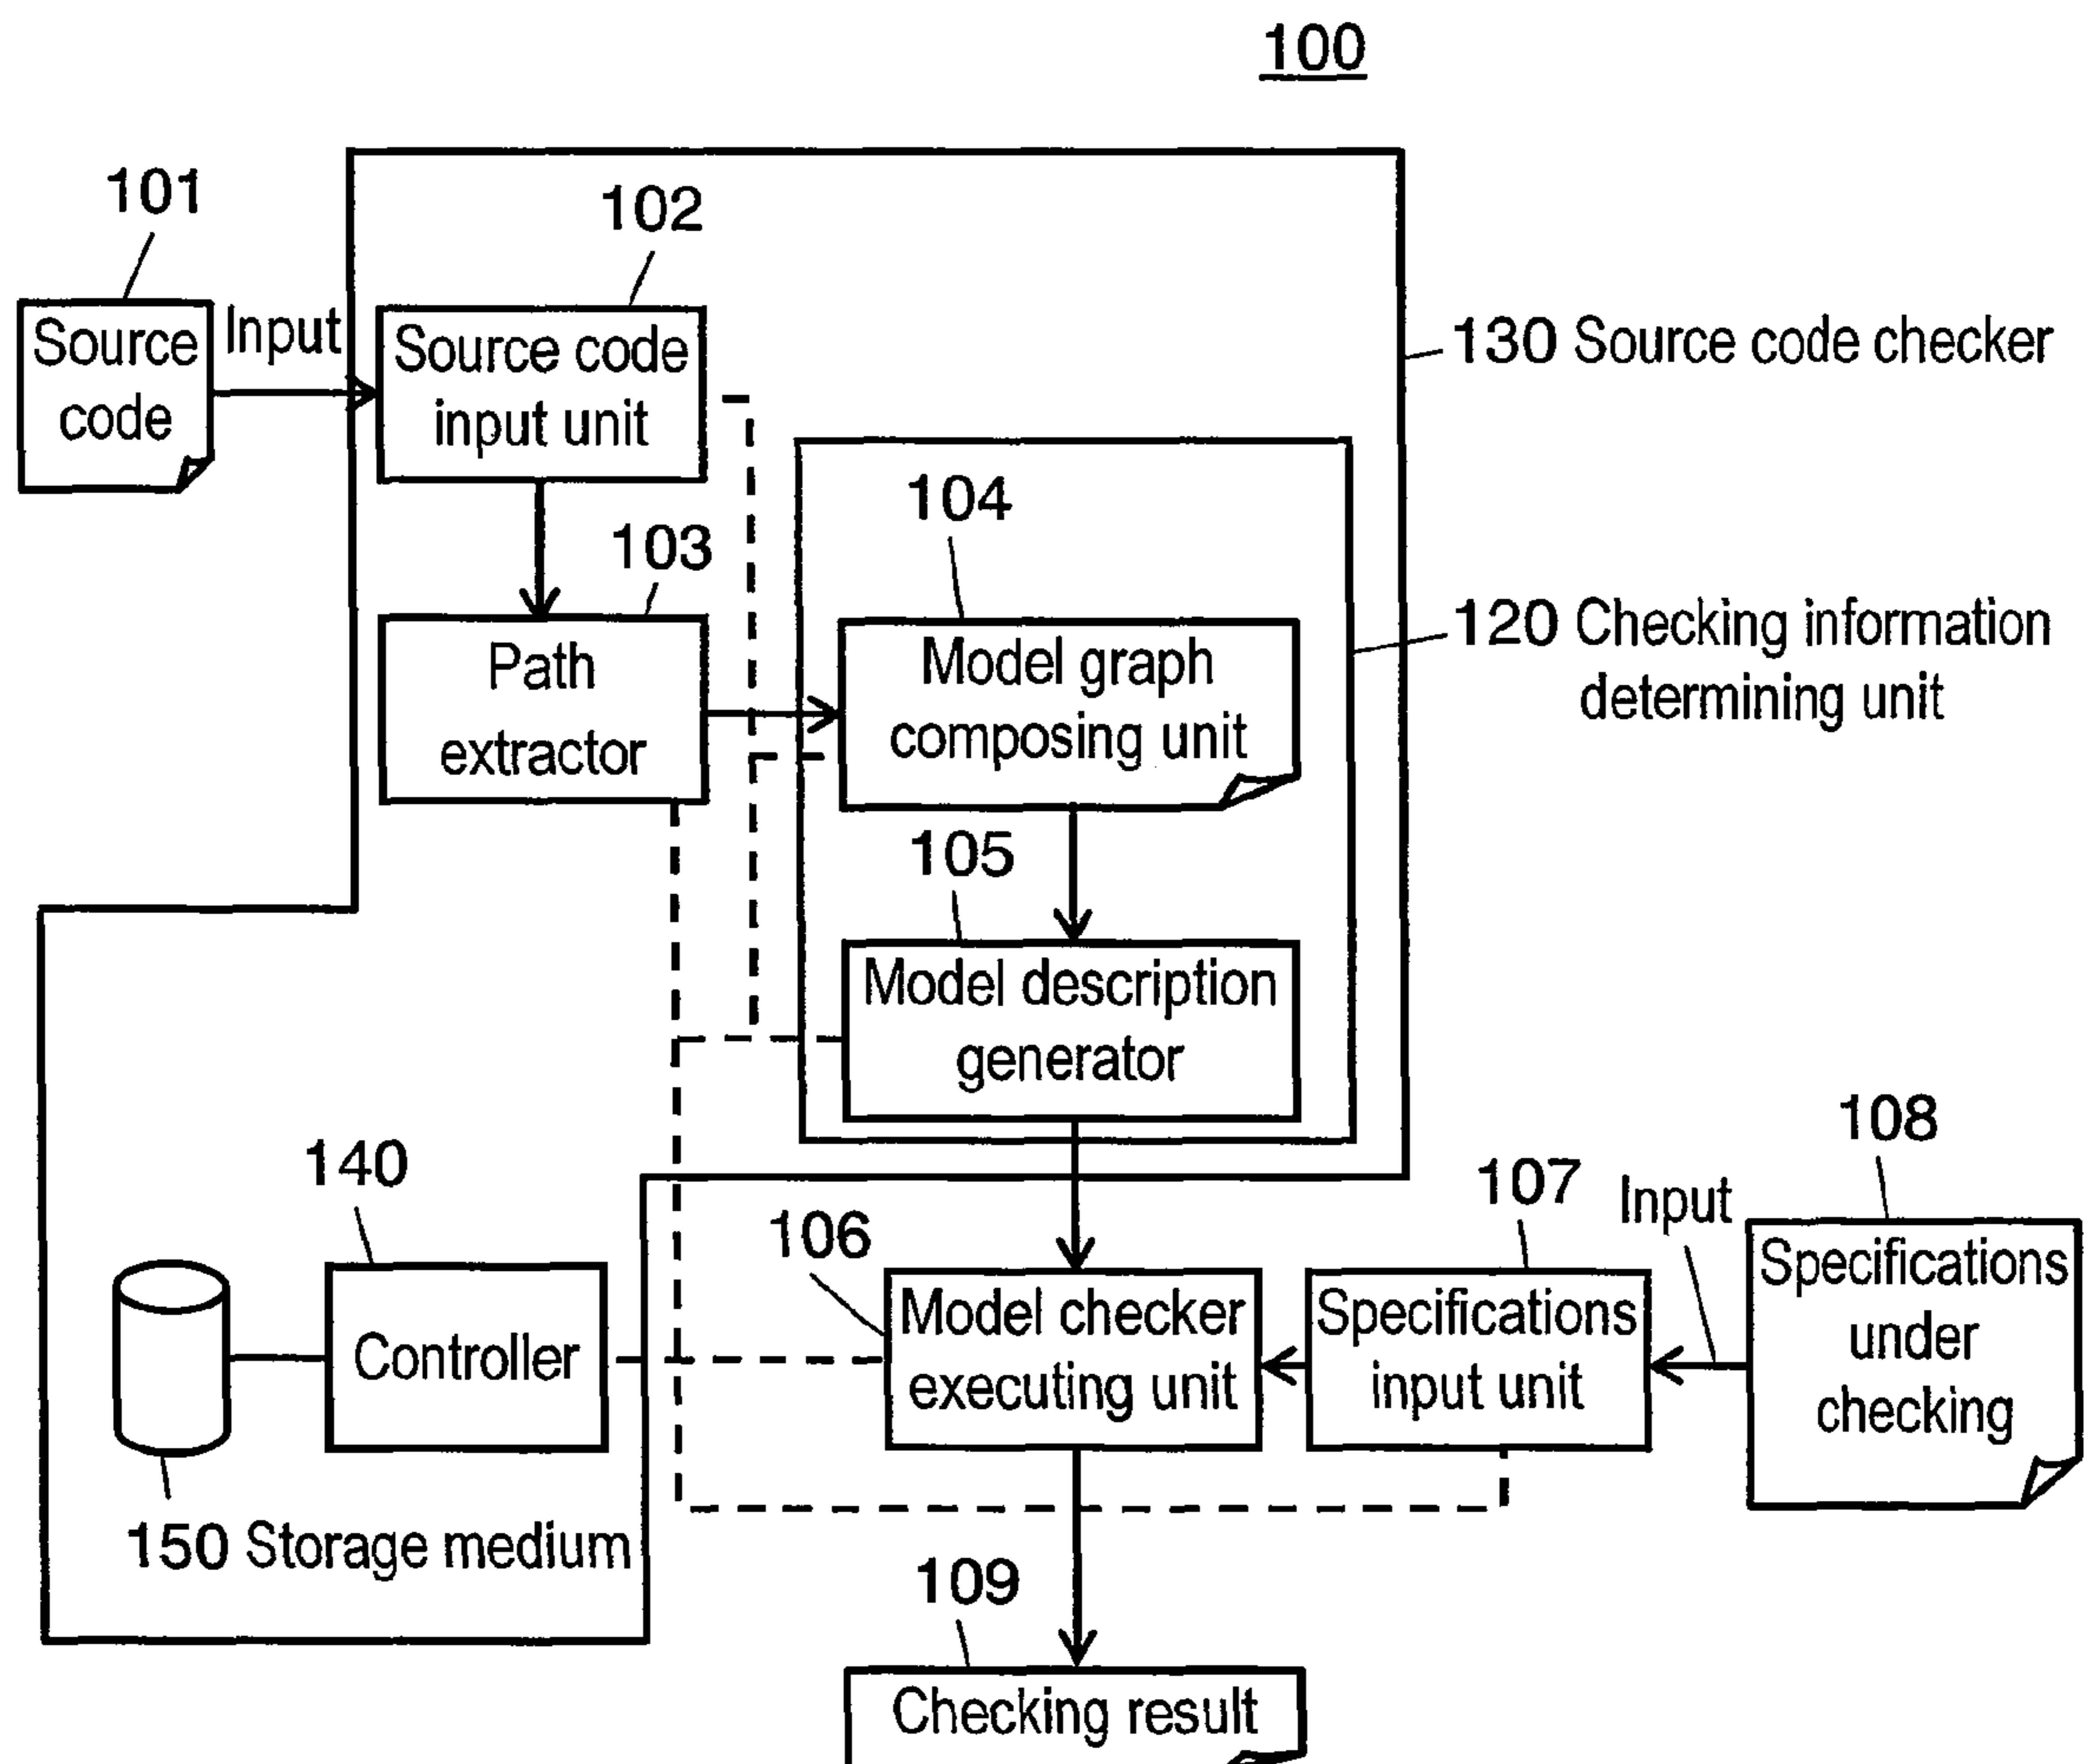 100
101
102
Source
code
Input
Source code
input unit
130 Source code checker
103
104
Path
extractor
Model graph
composing unit
120 Checking information
determining unit
105
Model description
generator
140
106
107
Input
108
Controller
Model checker
executing unit
Specifications
input unit
Specifications
under
checking
150 Storage medium
109
Checking result